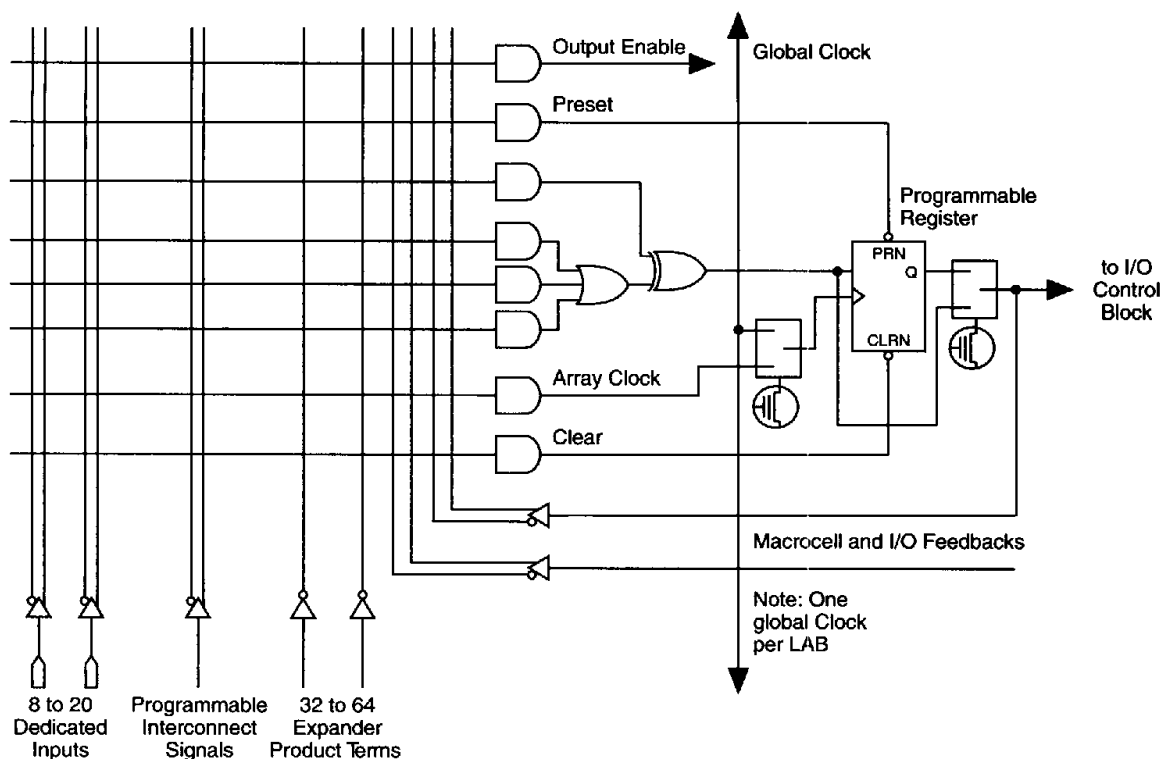 Output Enable
Global Clock
Preset
Programmable
Register
PRN
Q
to I/O
Control
Block
CLRN
Array Clock
Clear
Macrocell and I/O Feedbacks
Note: One
global Clock
per LAB
8 to 20
Dedicated
Inputs
Programmable
Interconnect
Signals
32 to 64
Expander
Product Terms